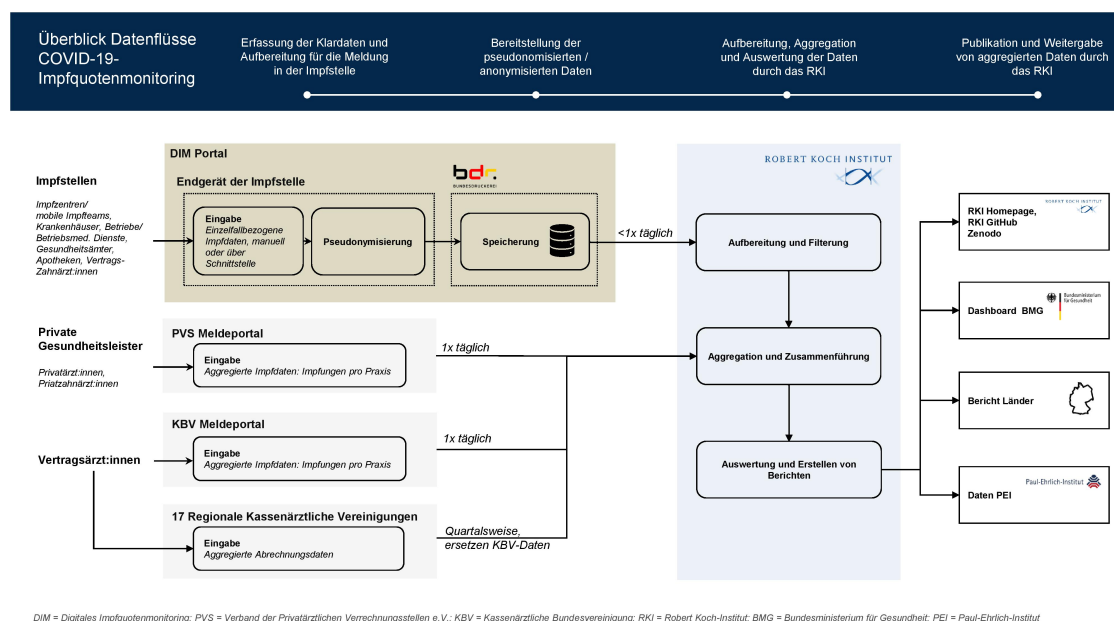 Überblick Datenflüsse
COVID-19-
Impfquotenmonitoring
Erfassung der Klardaten und
Aufbereitung für die Meldung
in der Impfstelle
Bereitstellung der
pseudonomisierten /
anonymisierten Daten
Aufbereitung, Aggregation
und Auswertung der Daten
durch das RKI
Publikation und Weitergabe
von aggregierten Daten durch
das RKI
DIM Portal
Impfstellen
Impfzentren/
mobile Impfteams,
Krankenhäuser, Betriebe/
Betriebsmed. Dienste,
Gesundheitsämter,
Apotheken, Vertrags-
Zahnärzt:innen
Endgerät der Impfstelle
Eingabe
Einzelfallbezogene
Impfdaten, manuell
oder über
Schnittstelle
Pseudonymisierung
bdr.
BUNDESDRUCKEREI
Speicherung
<1x täglich
ROBERT KOCH INSTITUT
Aufbereitung und Filterung
Aggregation und Zusammenführung
Auswertung und Erstellen von
Berichten
Private
Gesundheitsleister
Privatärzt:innen,
Priatzahnärzt:innen
PVS Meldeportal
Eingabe
Aggregierte Impfdaten: Impfungen pro Praxis
1x täglich
KBV Meldeportal
Vertragsärzt:innen
Eingabe
Aggregierte Impfdaten: Impfungen pro Praxis
1x täglich
17 Regionale Kassenärztliche Vereinigungen
Eingabe
Aggregierte Abrechnungsdaten
Quartalsweise,
ersetzen KBV-Daten
ROBERT KOCH INSTITUT
RKI Homepage,
RKI GitHub
Zenodo
Dashboard BMG
Bundesministerium
für Gesundheit
Bericht Länder
Paul-Ehrlich-Institut
Daten PEI
DIM = Digitales Impfquotenmonitoring; PVS = Verband der Privatärztlichen Verrechnungsstellen e.V.; KBV = Kassenärztliche Bundesvereinigung; RKI = Robert Koch-Institut; BMG = Bundesministerium für Gesundheit; PEI = Paul-Ehrlich-Institut